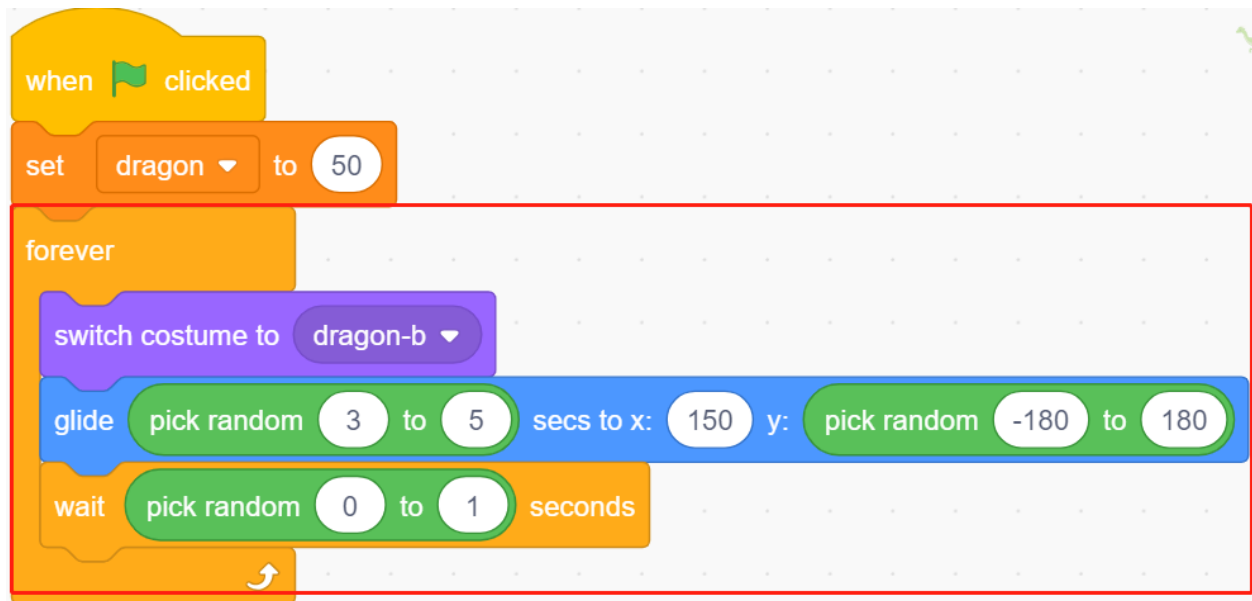 when clicked
set dragon to 50
forever
switch costume to dragon-b
glide pick random 3 to 5 secs to x: 150 y: pick random -180 to 180
wait pick random 0 to 1 seconds